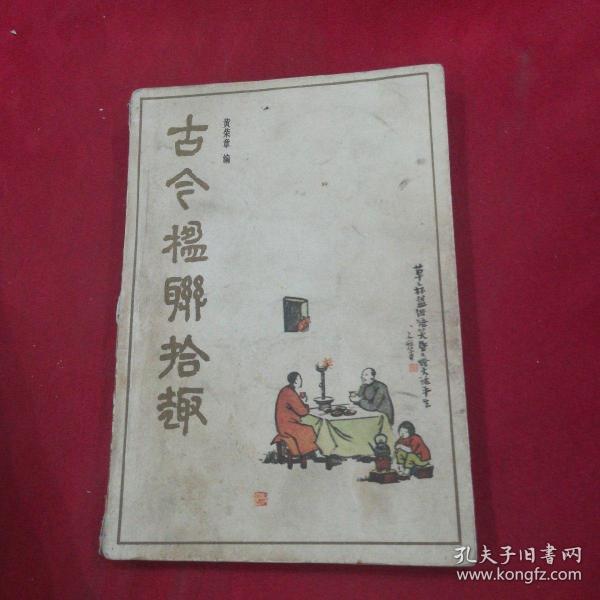 古今楹聯拾趣
黄荣章 编
草草杯盘供语笑
昏昏灯火话平生
孔夫子旧书网
www.kongfz.com